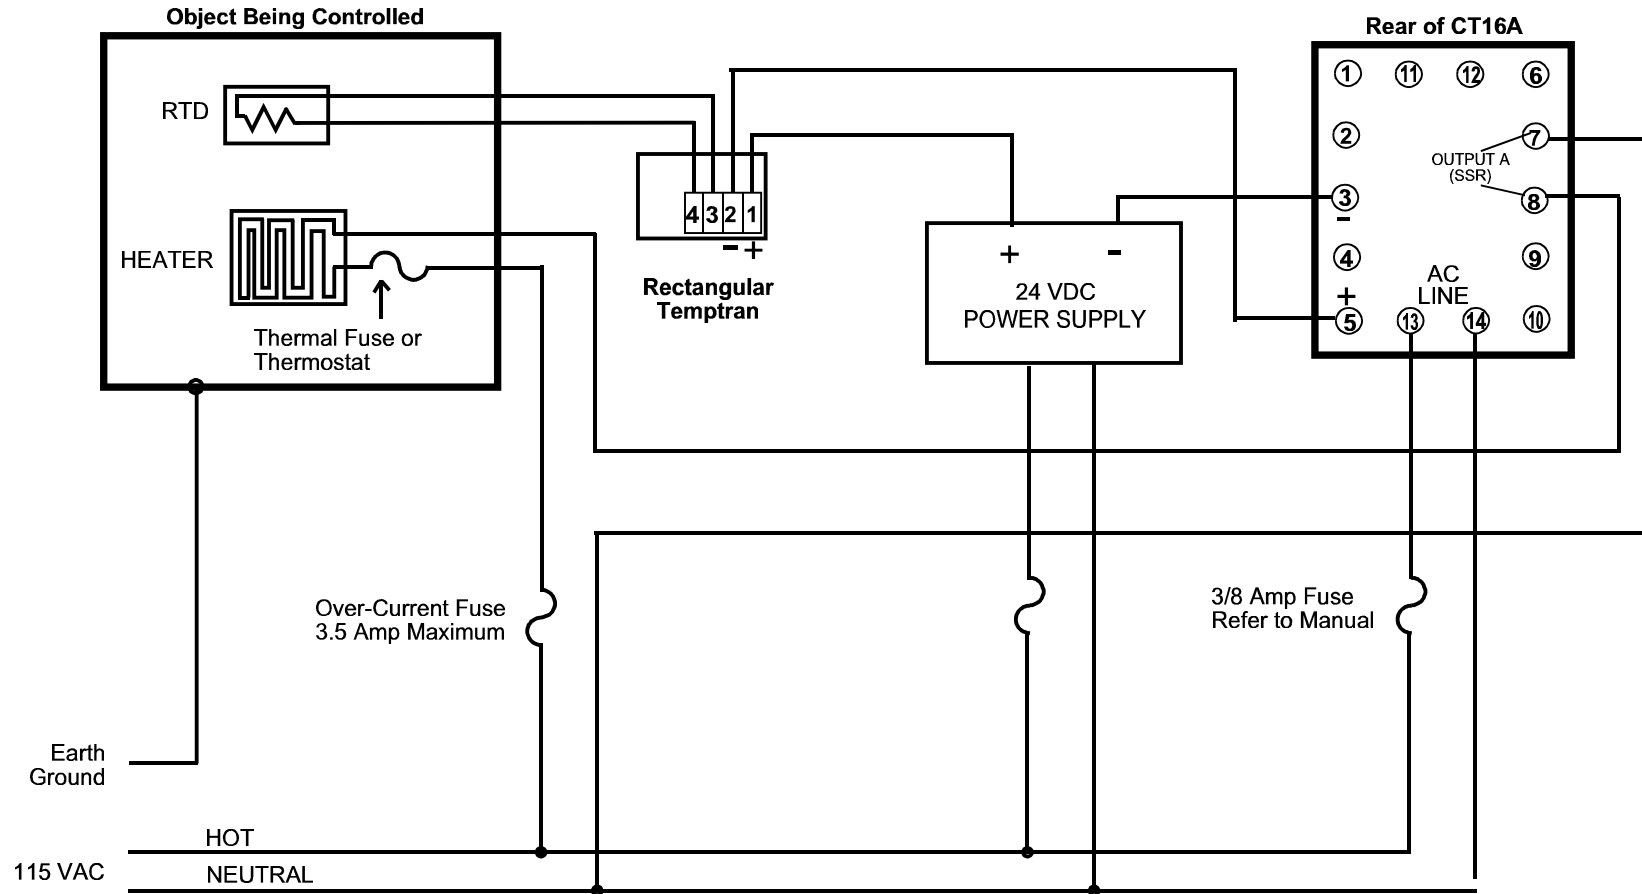 Object Being Controlled
Rear of CT16A
RTD
HEATER
Thermal Fuse or
Thermostat
4 3 2 1
- +
Rectangular
Temptran
+ -
24 VDC
POWER SUPPLY
1 11 12 6
2 7
OUTPUT A
(SSR)
3 8
-
4 9
AC
LINE
+
5 13 14 10
Over-Current Fuse
3.5 Amp Maximum
3/8 Amp Fuse
Refer to Manual
Earth
Ground
HOT
115 VAC
NEUTRAL